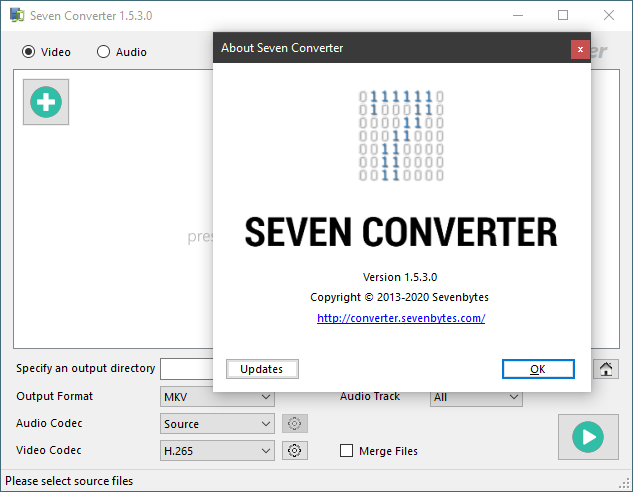 Seven Converter 1.5.3.0
Video
Audio
About Seven Converter
x
01111110
01000110
00001100
00011000
00110000
00110000
00110000
SEVEN CONVERTER
Version 1.5.3.0
Copyright © 2013-2020 Sevenbytes
http://converter.sevenbytes.com/
Updates
OK
Specify an output directory
Output Format
MKV
Audio Track
All
Audio Codec
Source
Video Codec
H.265
Merge Files
Please select source files